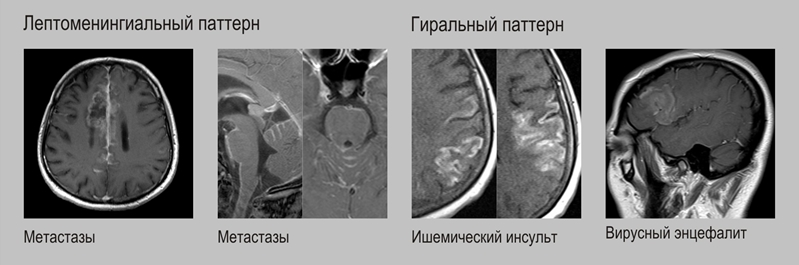 Лептоменингиальный паттерн
Гиральный паттерн
Метастазы
Метастазы
Ишемический инсульт
Вирусный энцефалит